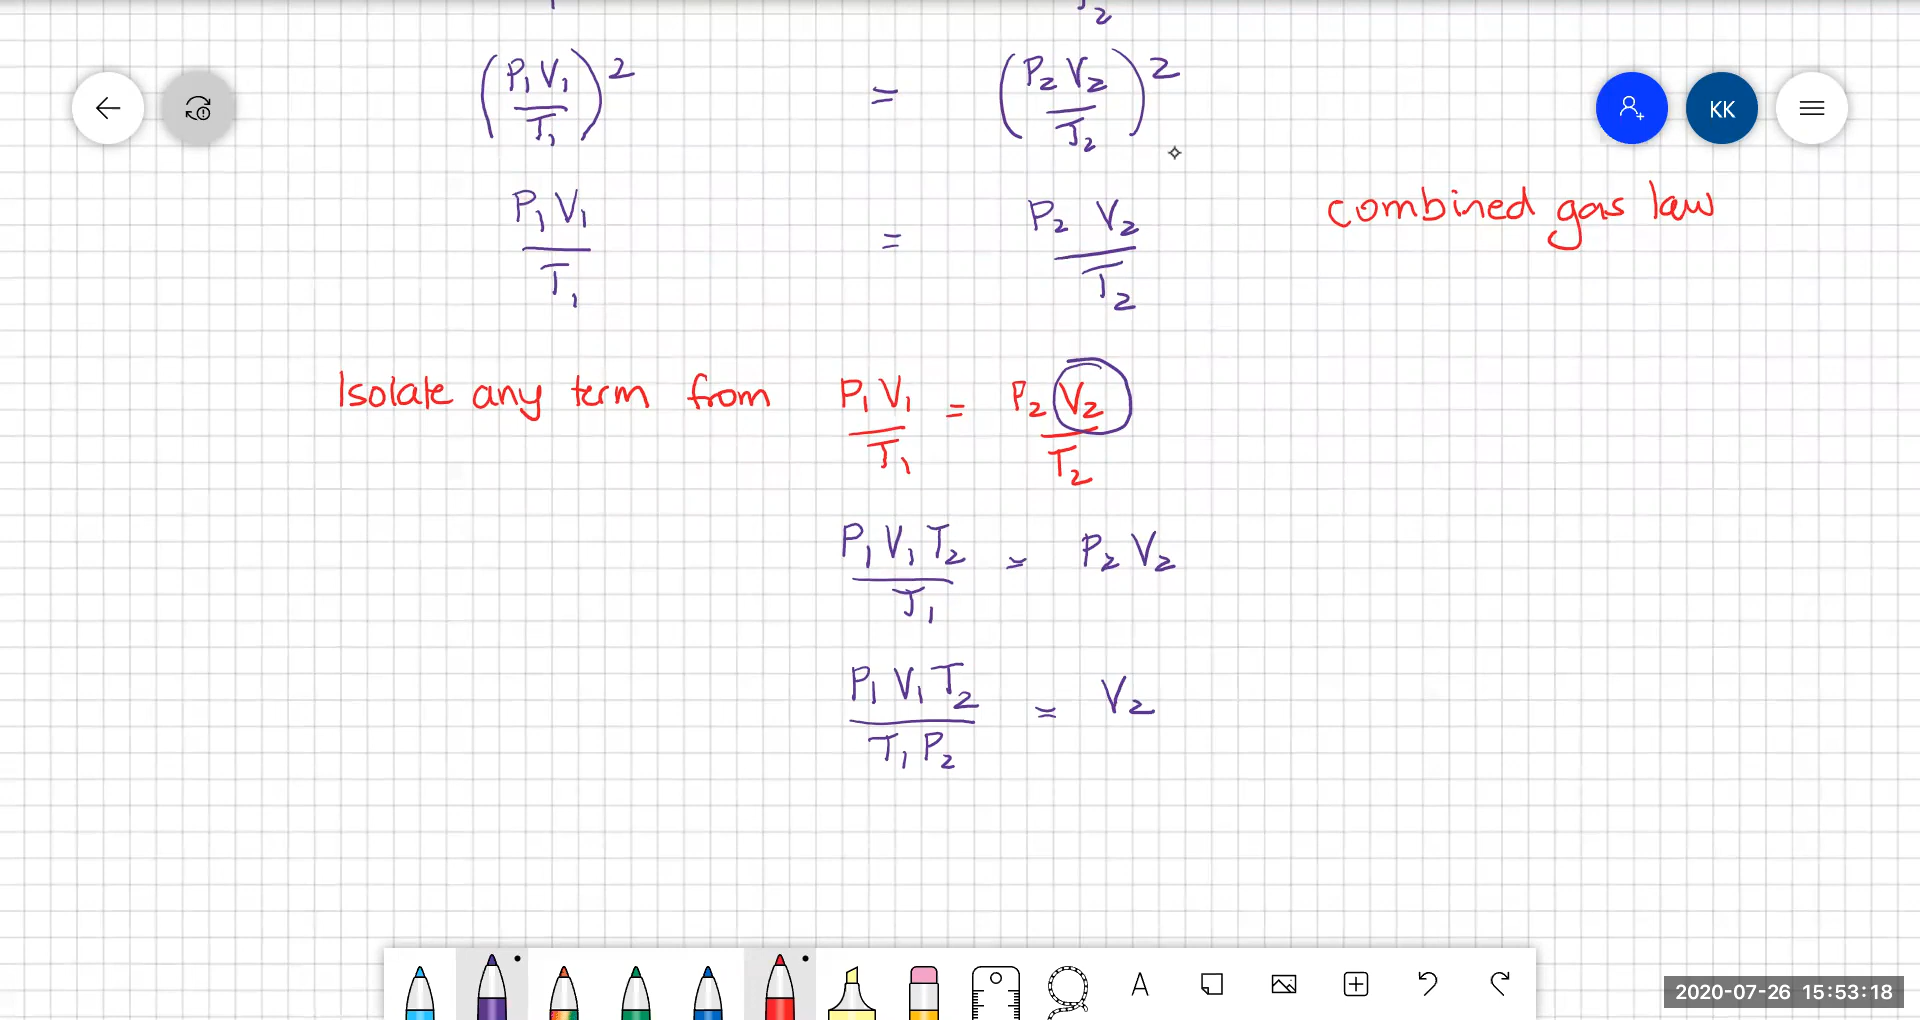 T₂
(P₁V₁/T₁)² = (P₂V₂/T₂)²
KK
P₁V₁/T₁ = P₂V₂/T₂
combined gas law
Isolate any term from P₁V₁/T₁ = P₂V₂/T₂
P₁V₁T₂/T₁ = P₂V₂
P₁V₁T₂/T₁P₂ = V₂
A
2020-07-26 15:53:18